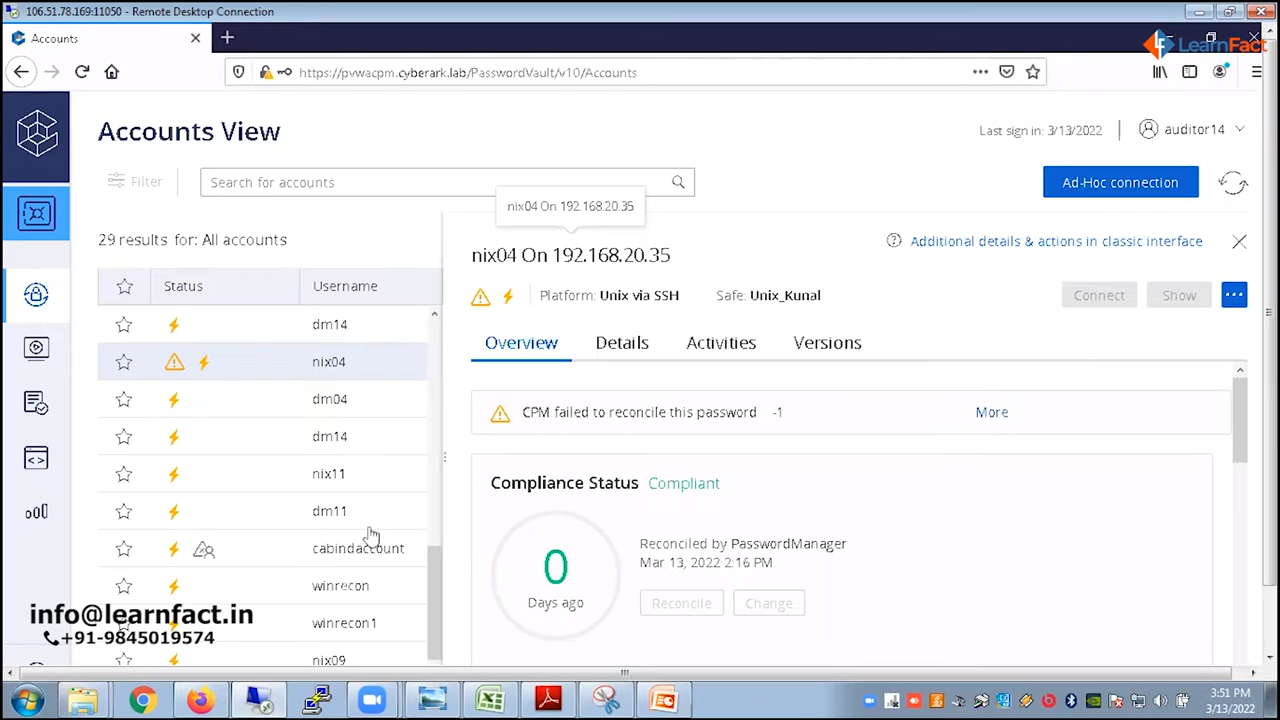 106.51.78.169:11050 - Remote Desktop Connection
Accounts
LearnFact
https://pvwacpm.cyberark.lab/PasswordVault/v10/Accounts
Accounts View
Last sign in: 3/13/2022
auditor14
Filter
Search for accounts
Ad-Hoc connection
nix04 On 192.168.20.35
29 results for: All accounts
nix04 On 192.168.20.35
Additional details & actions in classic interface
Status
Username
Platform: Unix via SSH
Safe: Unix_Kunal
Connect
Show
dm14
nix04
dm04
dm14
nix11
dm11
cabindaccount
winrecon
winrecon1
nix09
Overview
Details
Activities
Versions
CPM failed to reconcile this password -1
More
Compliance Status Compliant
0
Days ago
Reconciled by PasswordManager
Mar 13, 2022 2:16 PM
Reconcile
Change
info@learnfact.in
+91-9845019574
3:51 PM
3/13/2022